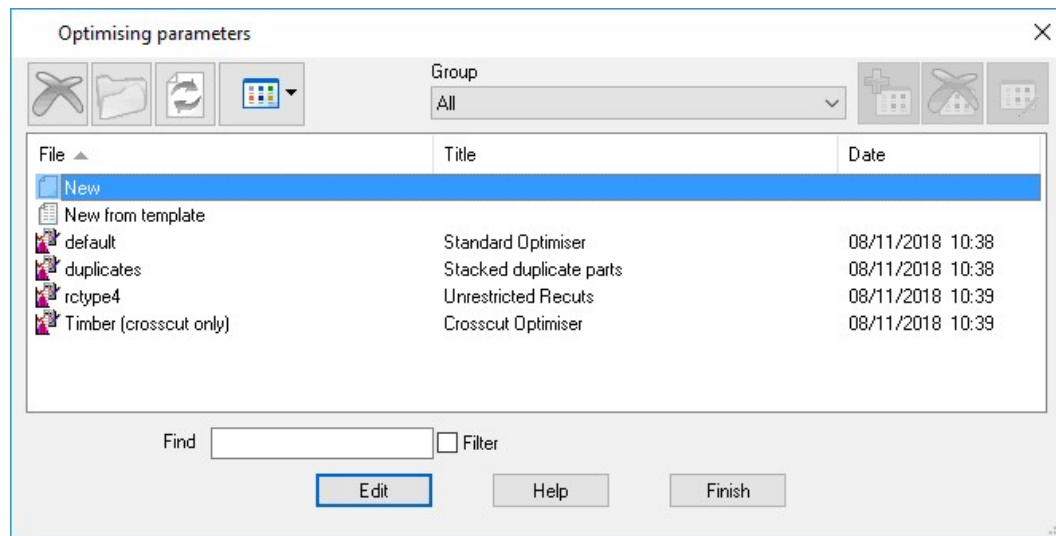 Optimising parameters
Group
All
File Title Date
New
New from template
default Standard Optimiser 08/11/2018 10:38
duplicates Stacked duplicate parts 08/11/2018 10:38
rctype4 Unrestricted Recuts 08/11/2018 10:39
Timber (crosscut only) Crosscut Optimiser 08/11/2018 10:39
Find Filter
Edit Help Finish